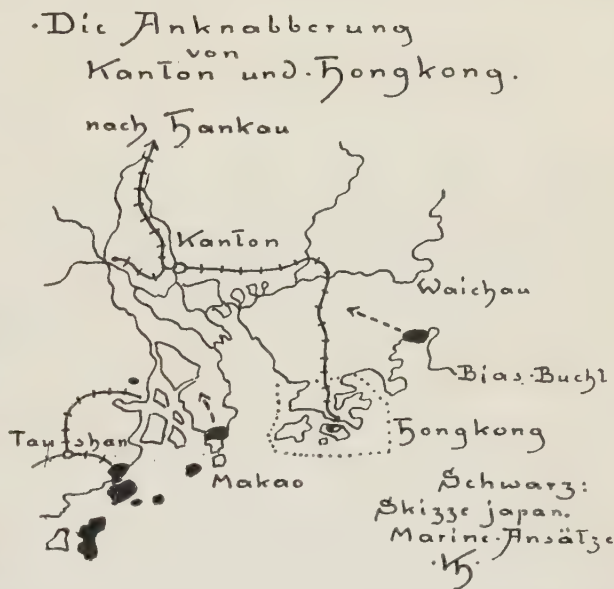 ·Die Anknabberung
von
Kanton und·Hongkong.
nach Hankau
Kanton
Waichau
Bias·Bucht
Taushan
Hongkong
Makao
Schwarz:
Skizze japan.
Marine·Ansätze